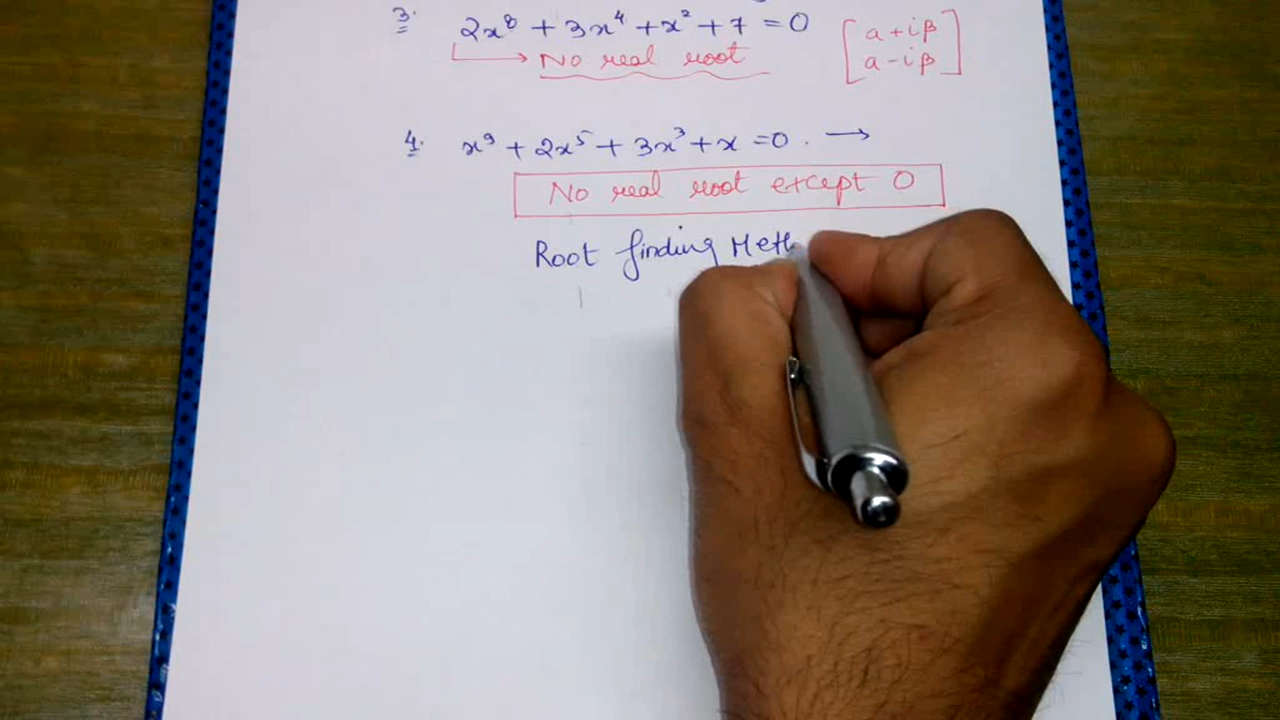 3. 2x⁸ + 3x⁴ + x² + 7 = 0 [a + iβ
a - iβ]
→ No real root
4. x⁹ + 2x⁵ + 3x³ + x = 0. →
No real root except 0
Root finding Meth